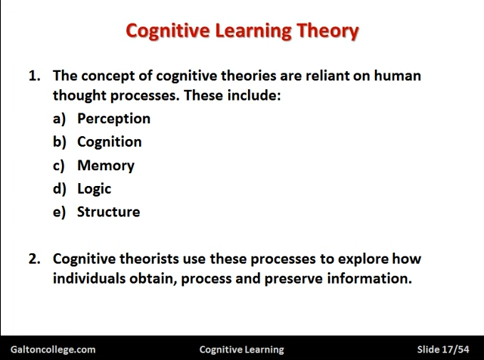 Cognitive Learning Theory
1. The concept of cognitive theories are reliant on human
thought processes. These include:
a) Perception
b) Cognition
c) Memory
d) Logic
e) Structure
2. Cognitive theorists use these processes to explore how
individuals obtain, process and preserve information.
Galtoncollege.com Cognitive Learning Slide 17/54